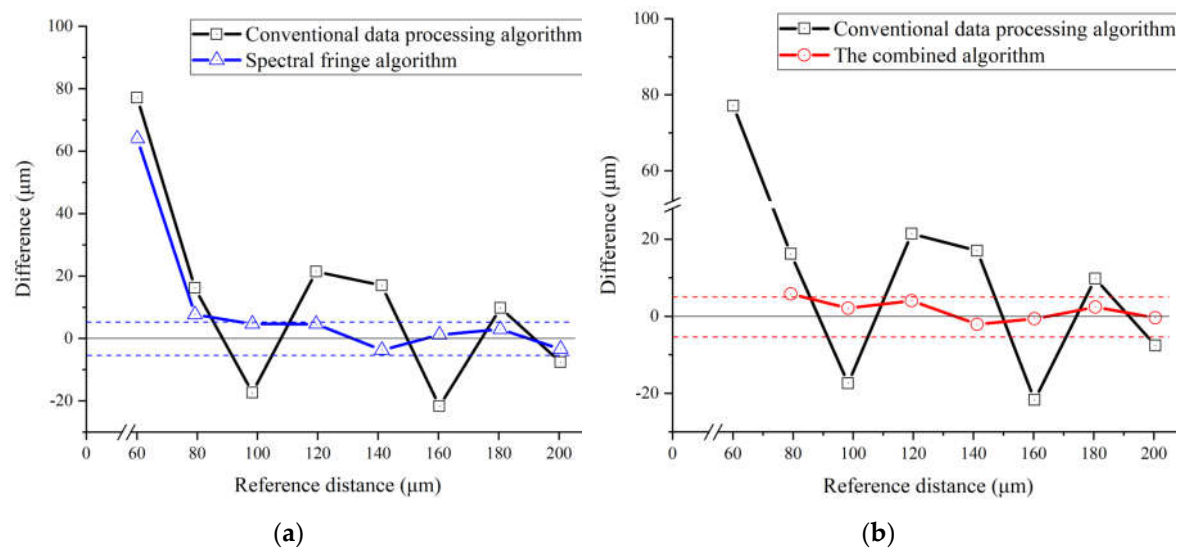 100
80
60
40
20
0
-20
Difference (μm)
Conventional data processing algorithm
Spectral fringe algorithm
0 60 80 100 120 140 160 180 200
Reference distance (μm)
(a)
100
80
60
20
0
-20
Difference (μm)
Conventional data processing algorithm
The combined algorithm
0 60 80 100 120 140 160 180 200
Reference distance (μm)
(b)